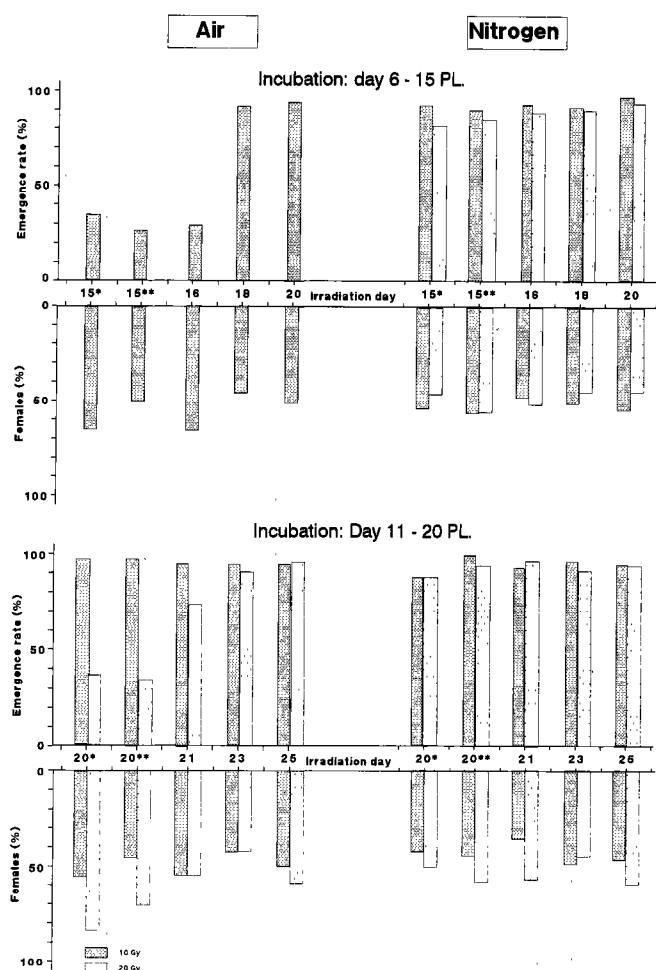 Air Nitrogen
Incubation: day 6 - 15 PL.
Emergence rate (%)
100
50
0
15* 15** 16 18 20 Irradiation day 15* 15** 16 18 20
Females (%)
0
60
100
Incubation: Day 11 - 20 PL.
Emergence rate (%)
100
50
0
20* 20** 21 23 25 Irradiation day 20* 20** 21 23 25
Females (%)
0
50
100
10 Gy
20 Gy